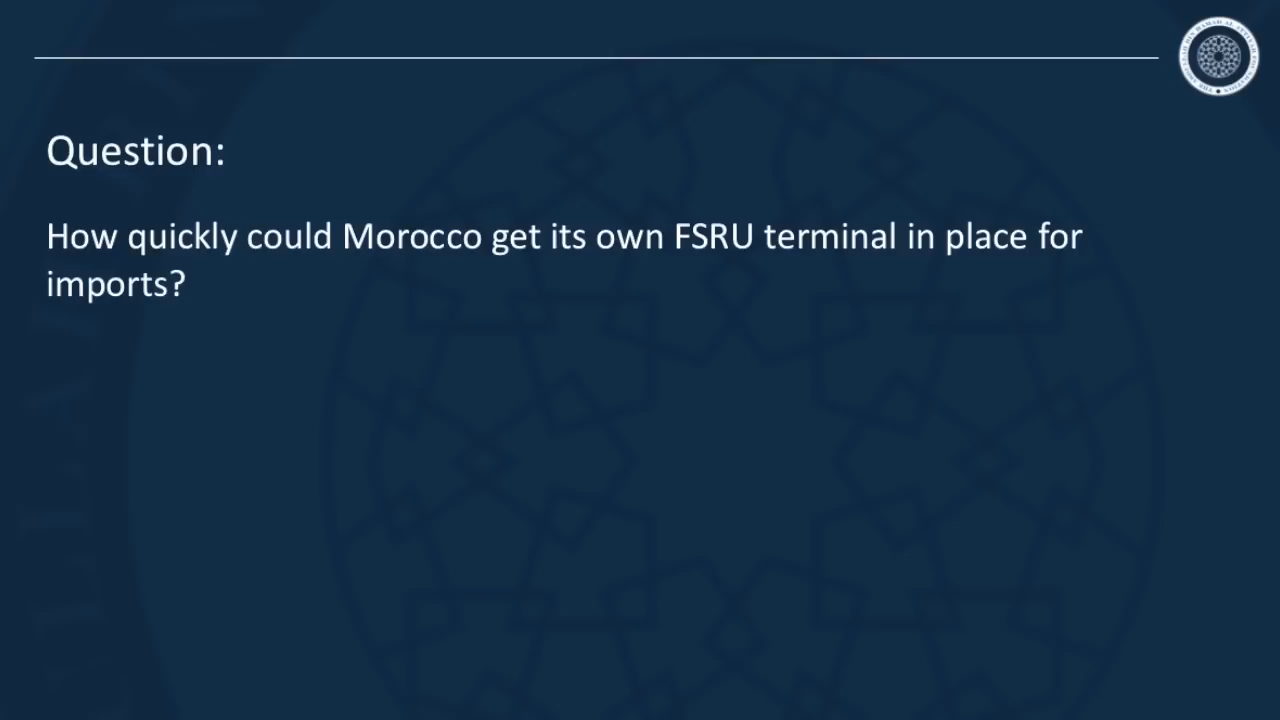 Question:
How quickly could Morocco get its own FSRU terminal in place for
imports?